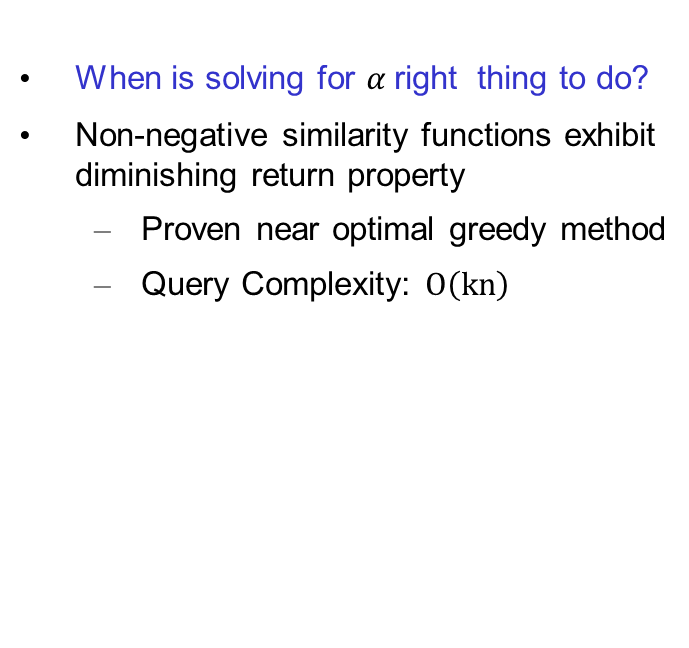 • When is solving for α right thing to do?
• Non-negative similarity functions exhibit
diminishing return property
– Proven near optimal greedy method
– Query Complexity: O(kn)